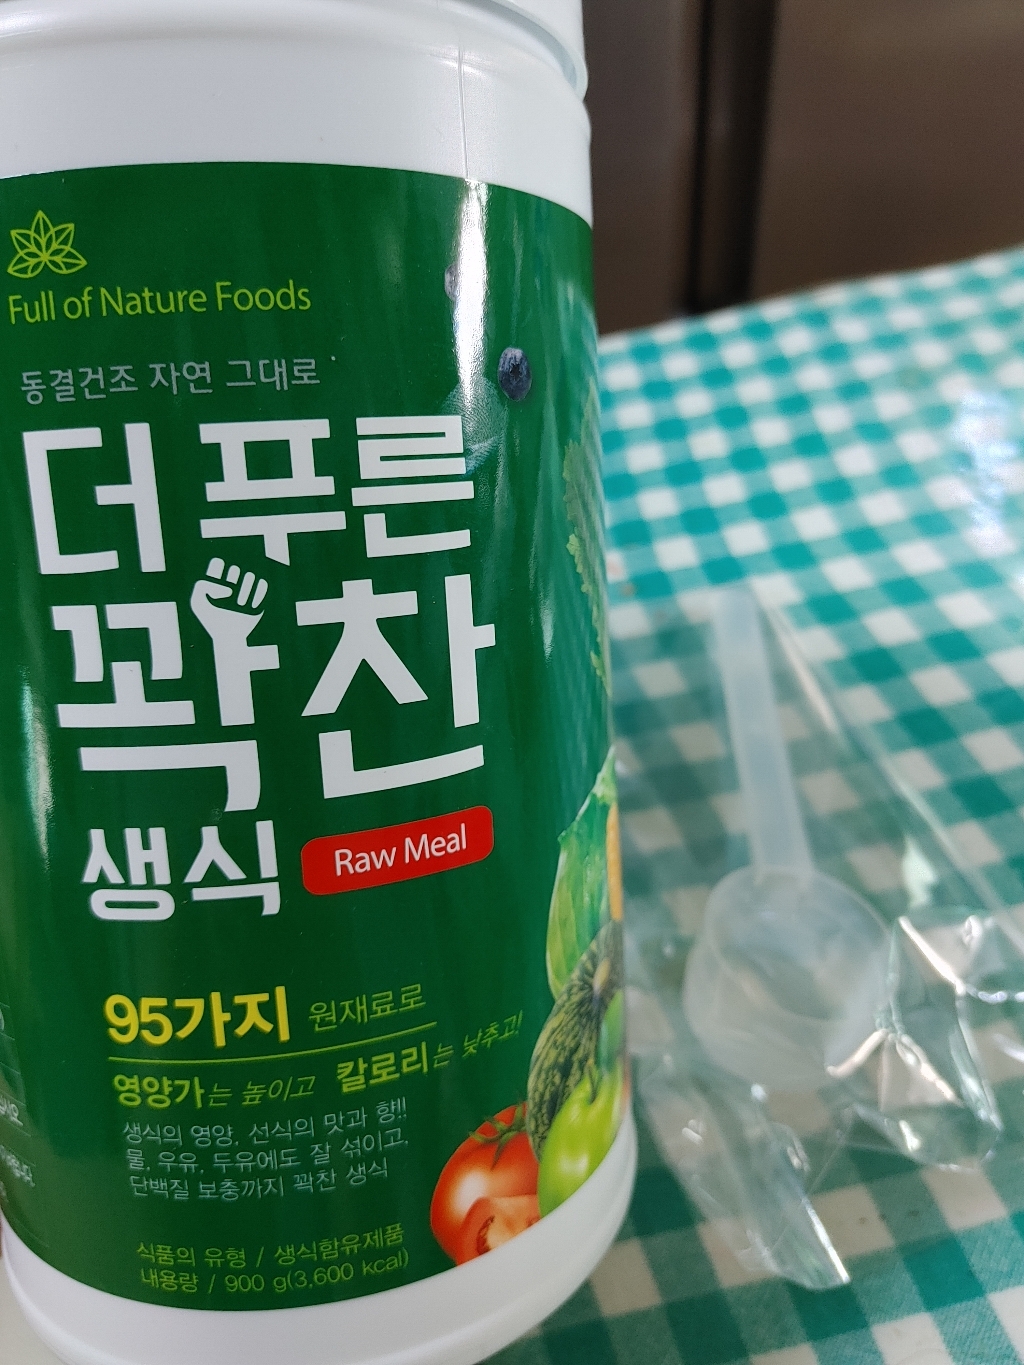 Full of Nature Foods
동결건조 자연 그대로
더 푸른
꽉찬
생식
Raw Meal
95가지 원재료로
영양가는 높이고 칼로리는 낮추고!
생식의 영양, 선식의 맛과 향!!
물, 우유, 두유에도 잘 섞이고,
단백질 보충까지 꽉찬 생식
식품의 유형 / 생식함유제품
내용량 / 900 g(3,600 kcal)